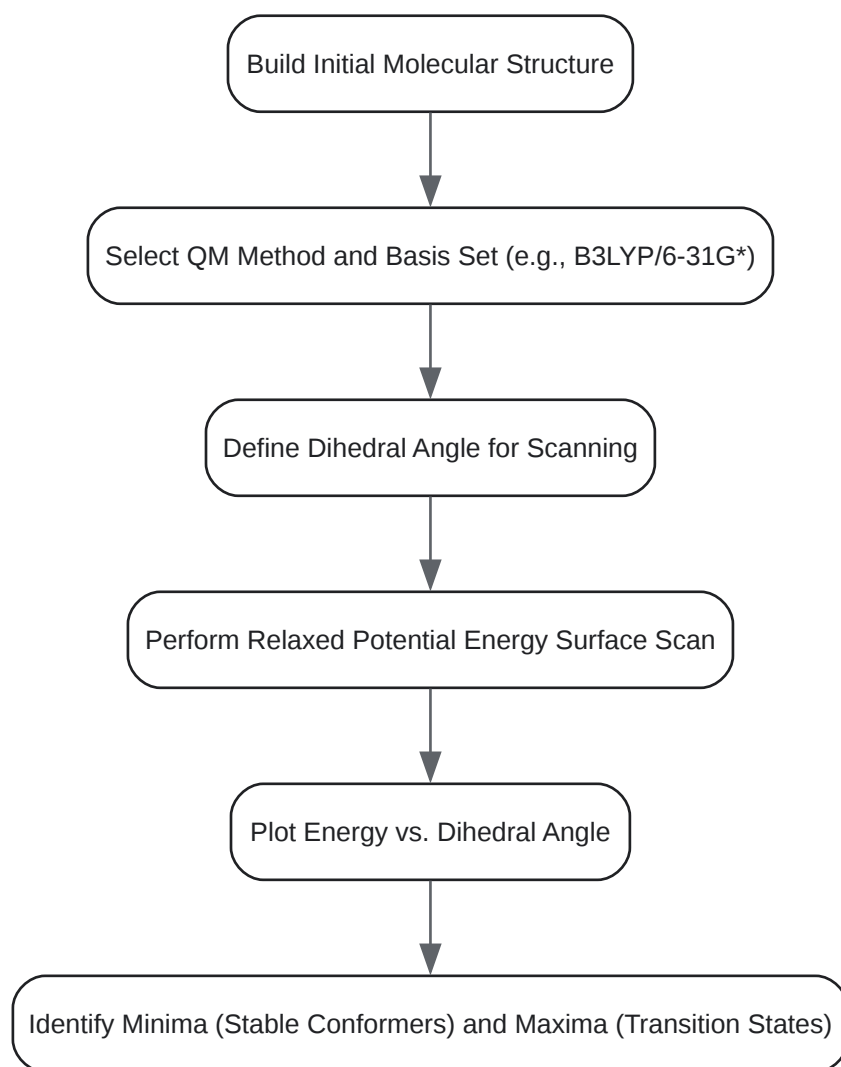 Build Initial Molecular Structure
Select QM Method and Basis Set (e.g., B3LYP/6-31G*)
Define Dihedral Angle for Scanning
Perform Relaxed Potential Energy Surface Scan
Plot Energy vs. Dihedral Angle
Identify Minima (Stable Conformers) and Maxima (Transition States)